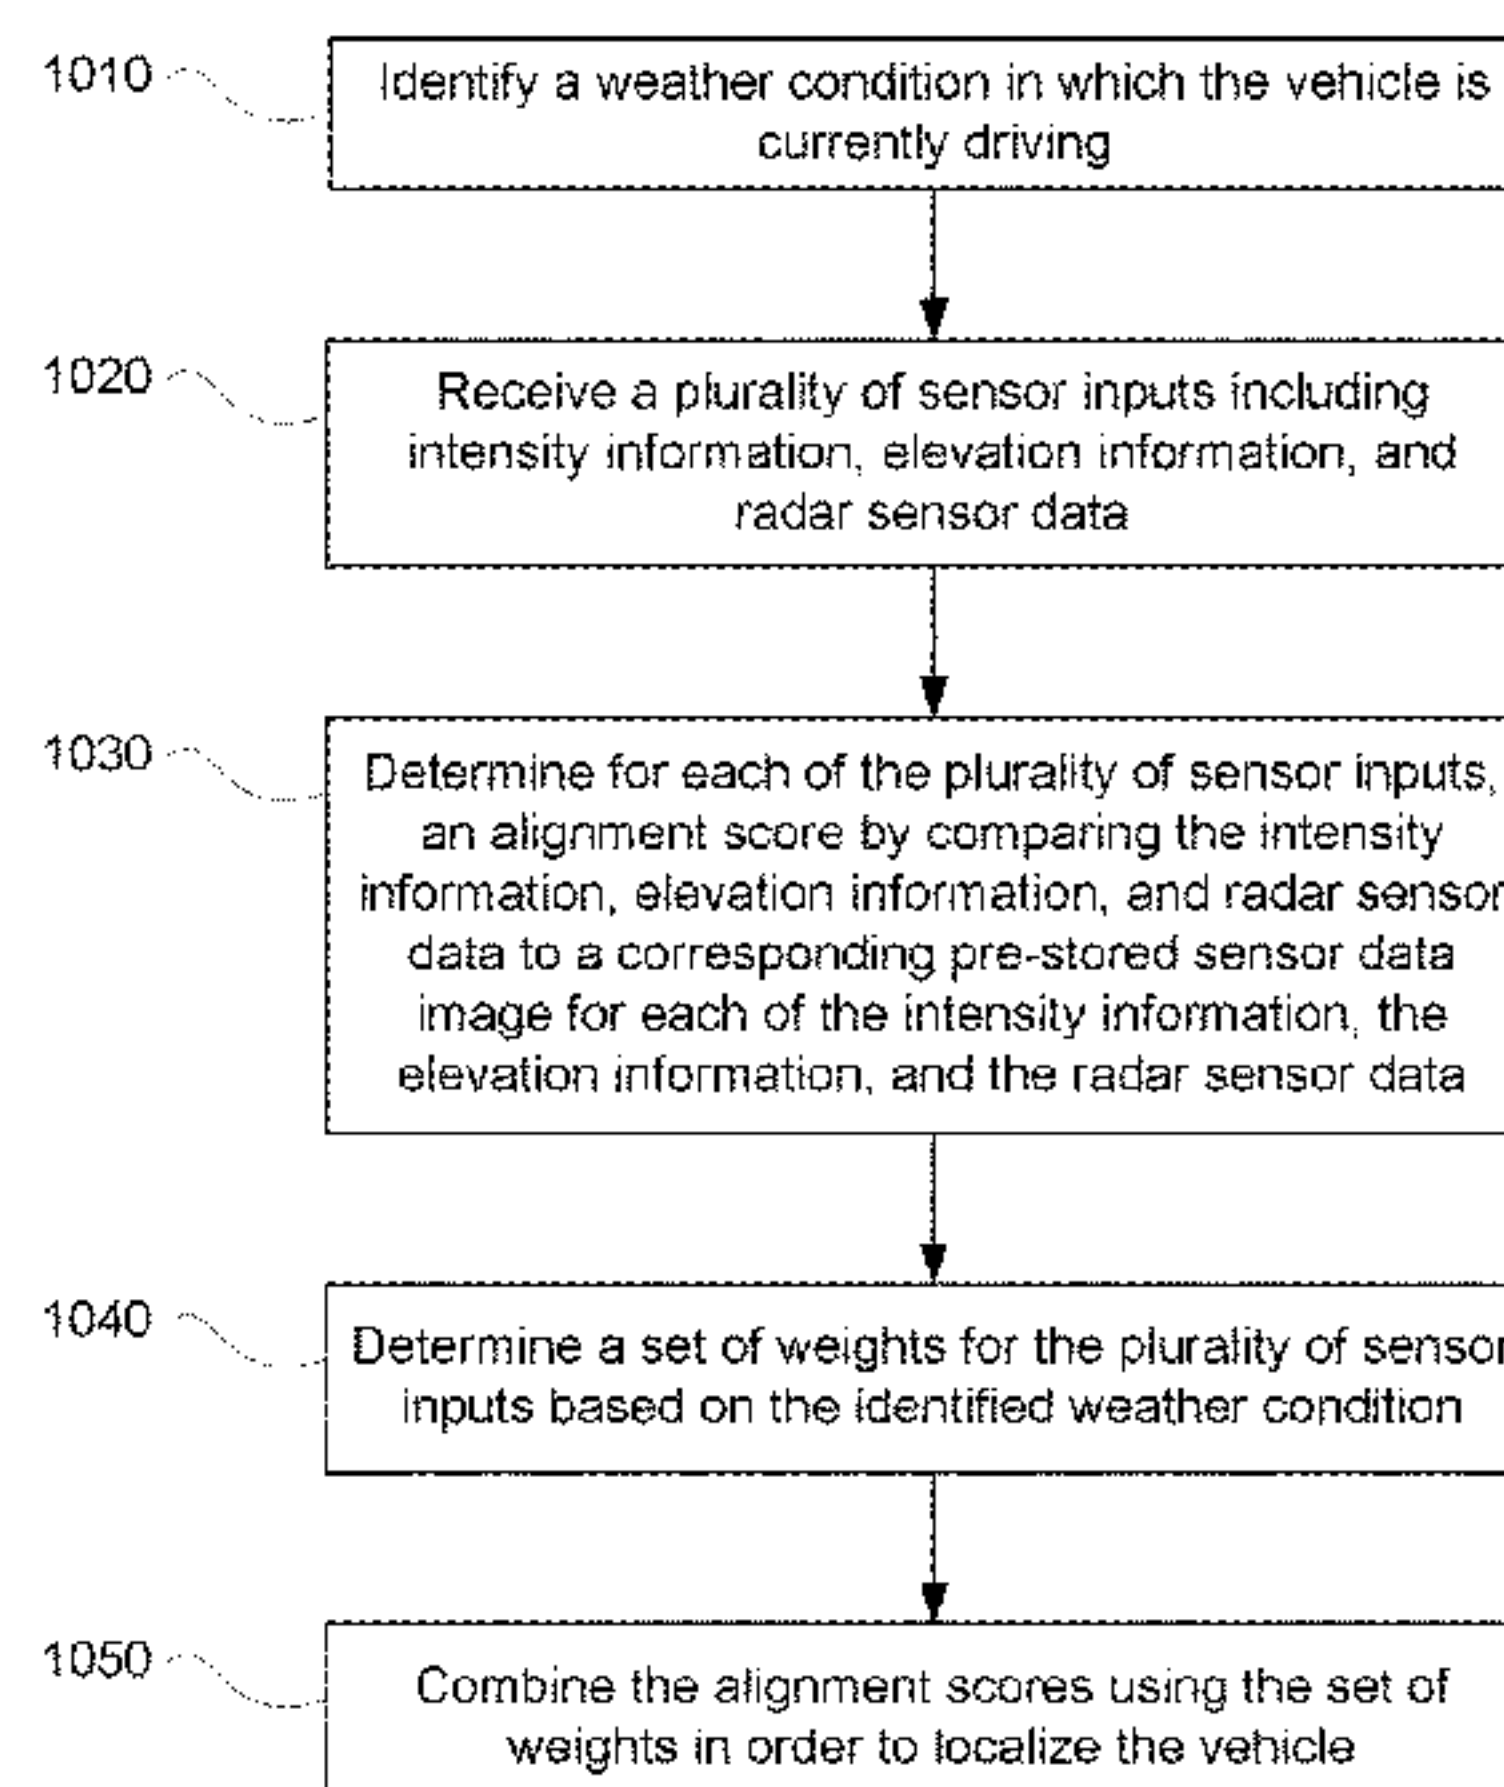 1010
Identify a weather condition in which the vehicle is
currently driving
1020
Receive a plurality of sensor inputs including
intensity information, elevation information, and
radar sensor data
1030
Determine for each of the plurality of sensor inputs,
an alignment score by comparing the intensity
information, elevation information, and radar sensor
data to a corresponding pre-stored sensor data
image for each of the intensity information, the
elevation information, and the radar sensor data
1040
Determine a set of weights for the plurality of sensor
inputs based on the identified weather condition
1050
Combine the alignment scores using the set of
weights in order to localize the vehicle